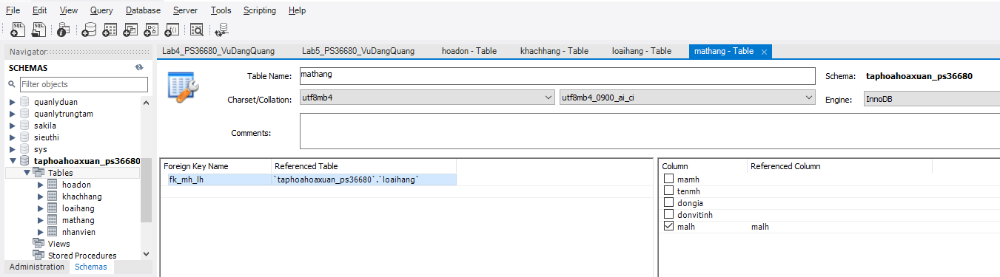 File Edit View Query Database Server Tools Scripting Help
SQL SQL
Navigator
SCHEMAS
Filter objects
quanlyduan
quanlytrungtam
sakila
sieuthi
sys
taphoahoaxuan_ps36680
Tables
hoadon
khachhang
loaihang
mathang
nhanvien
Views
Stored Procedures
Administration Schemas
Lab4_PS36680_VuDangQuang Lab5_PS36680_VuDangQuang hoadon - Table khachhang - Table loaihang - Table mathang - Table
Table Name: mathang Schema: taphoahoaxuan_ps36680
Charset/Collation: utf8mb4 utf8mb4_0900_ai_ci Engine: InnoDB
Comments:
Foreign Key Name Referenced Table
fk_mh_lh `taphoahoaxuan_ps36680`.`loaihang`
Column Referenced Column
mamh
tenmh
dongia
donvitinh
malh malh